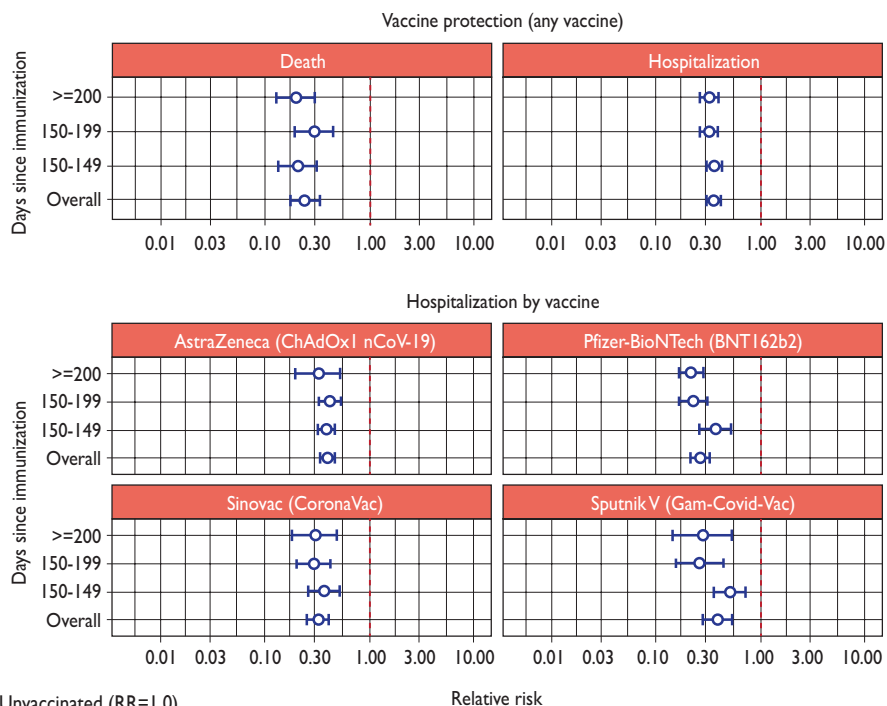 Vaccine protection (any vaccine)
Death
Hospitalization
Days since immunization
>=200
150-199
150-149
Overall
0.01 0.03 0.10 0.30 1.00 3.00 10.00
0.01 0.03 0.10 0.30 1.00 3.00 10.00
Hospitalization by vaccine
AstraZeneca (ChAdOx1 nCoV-19)
Pfizer-BioNTech (BNT162b2)
Days since immunization
>=200
150-199
150-149
Overall
Sinovac (CoronaVac)
Sputnik V (Gam-Covid-Vac)
>=200
150-199
150-149
Overall
0.01 0.03 0.10 0.30 1.00 3.00 10.00
0.01 0.03 0.10 0.30 1.00 3.00 10.00
Unvaccinated (RR=1.0)
Relative risk